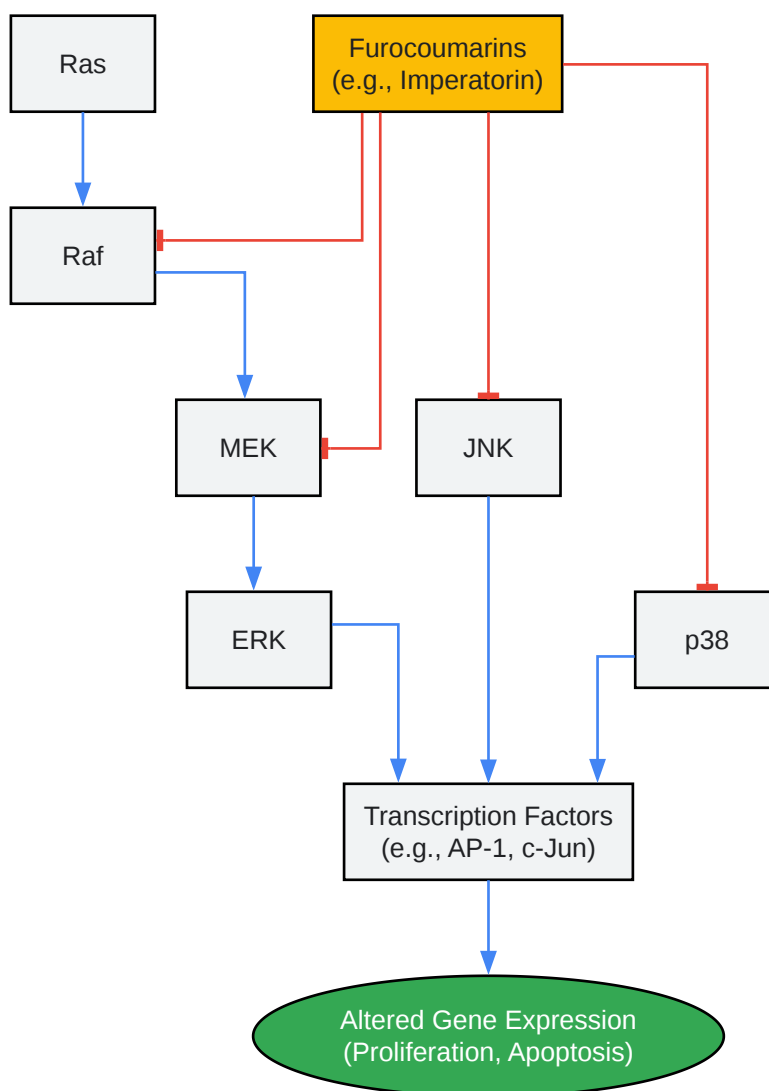 Ras
Furocoumarins
(e.g., Imperatorin)
Raf
MEK
JNK
ERK
p38
Transcription Factors
(e.g., AP-1, c-Jun)
Altered Gene Expression
(Proliferation, Apoptosis)